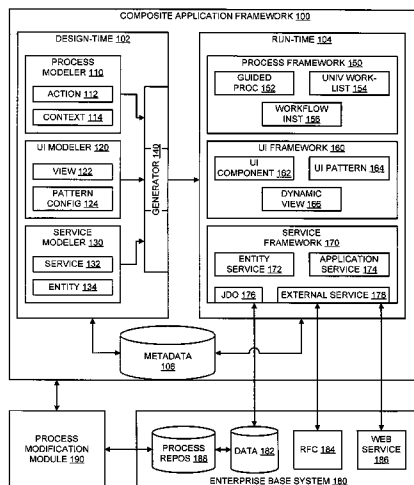 COMPOSITE APPLICATION FRAMEWORK 100
DESIGN-TIME 102
PROCESS MODELER 110
ACTION 112
CONTEXT 114
UI MODELER 120
VIEW 122
PATTERN CONFIG 124
SERVICE MODELER 130
SERVICE 132
ENTITY 134
GENERATOR 140
RUN-TIME 104
PROCESS FRAMEWORK 150
GUIDED PROC 152
UNIV WORK-LIST 154
WORKFLOW INST 156
UI FRAMEWORK 160
UI COMPONENT 162
UI PATTERN 164
DYNAMIC VIEW 166
SERVICE FRAMEWORK 170
ENTITY SERVICE 172
APPLICATION SERVICE 174
JDO 176
EXTERNAL SERVICE 178
METADATA 108
PROCESS MODIFICATION MODULE 190
PROCESS REPOS 188
DATA 182
RFC 184
WEB SERVICE 186
ENTERPRISE BASE SYSTEM 180